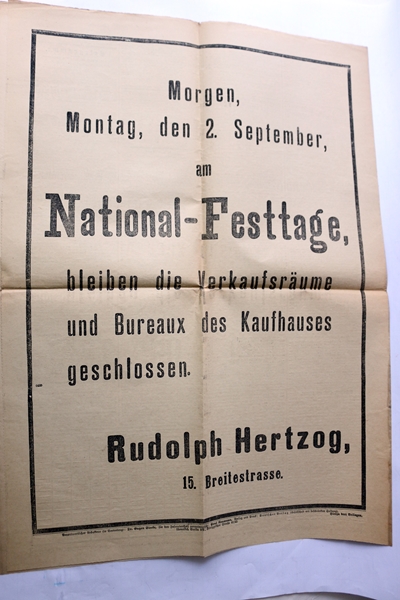 Morgen,
Montag, den 2. September,
am
National-Festtage,
bleiben die Verkaufsräume
und Bureaux des Kaufhauses
geschlossen.
Rudolph Hertzog,
15. Breitestrasse.